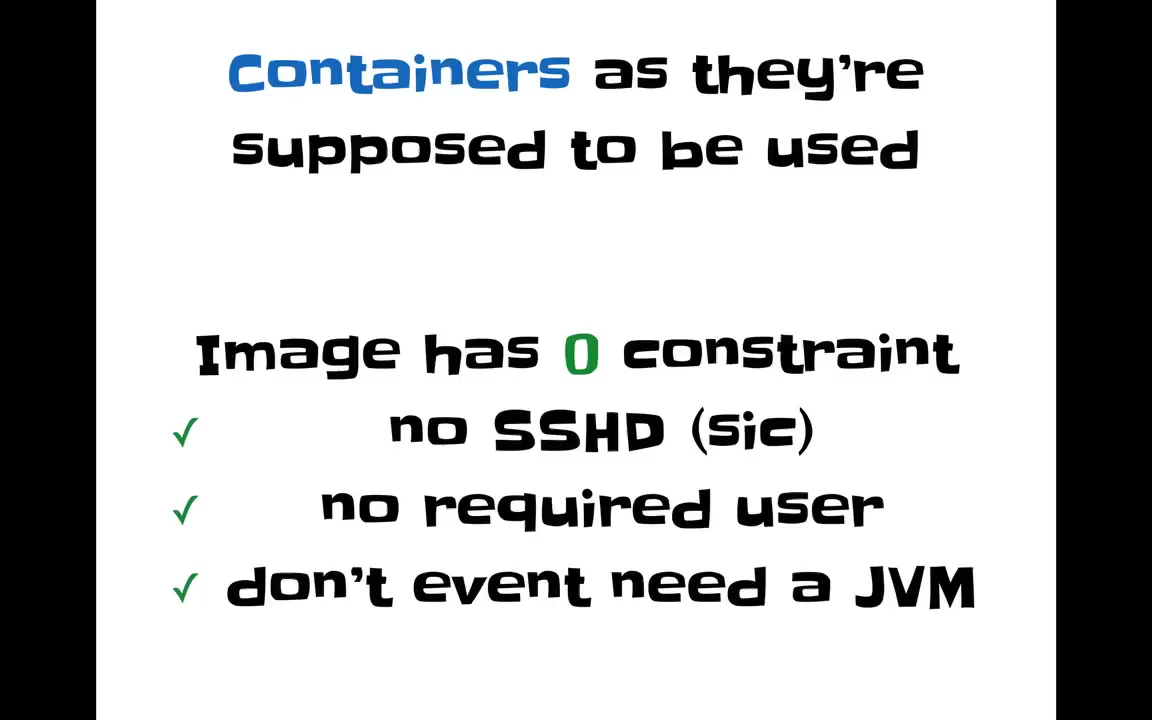 Containers as they're
supposed to be used
Image has 0 constraint
✓ no SSHD (sic)
✓ no required user
✓ don't event need a JVM